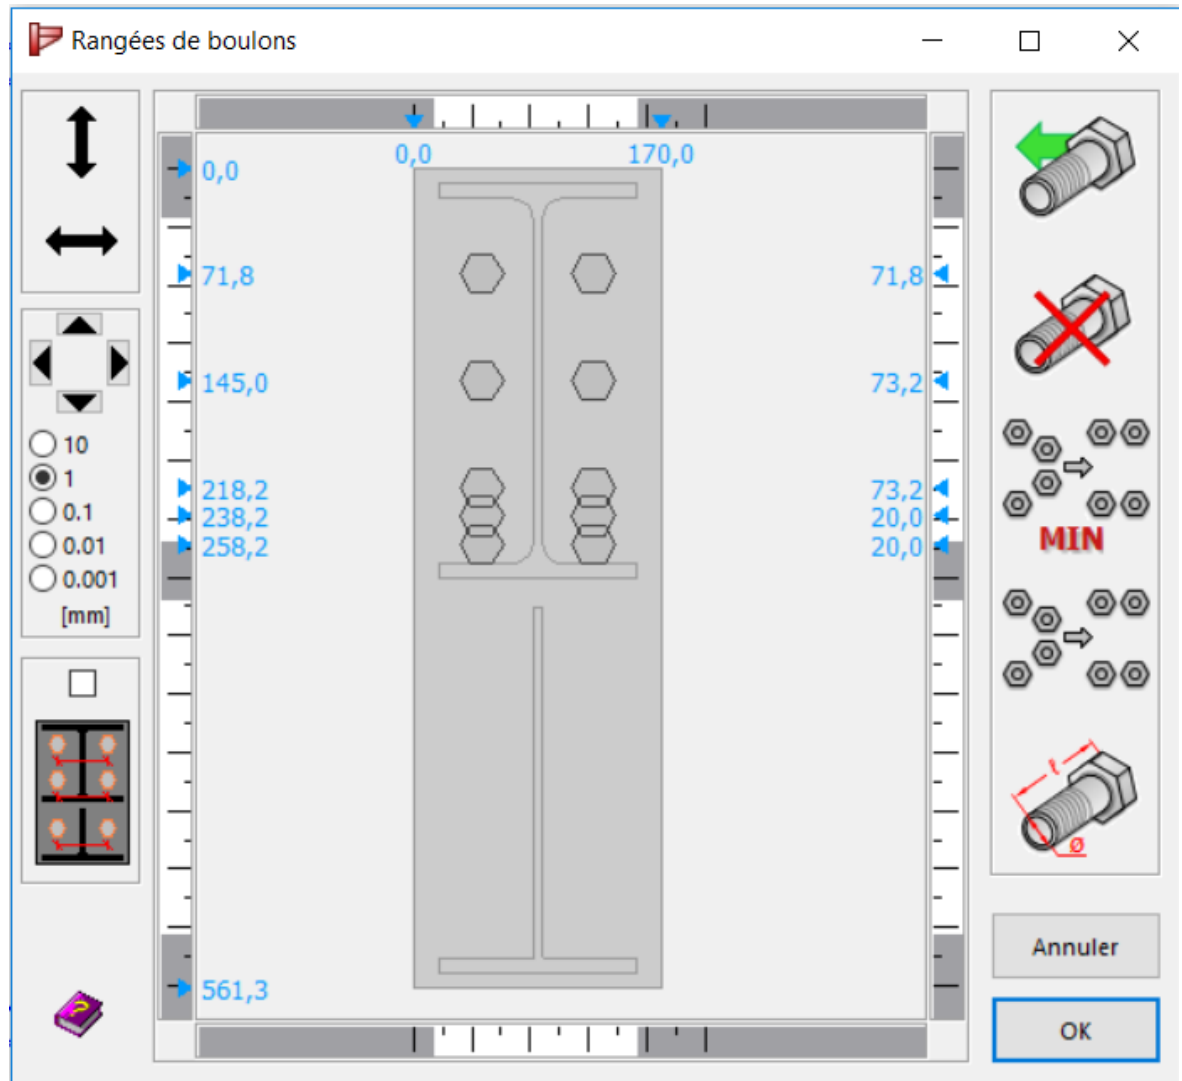 Rangées de boulons
0,0 170,0
0,0
71,8 71,8
145,0 73,2
218,2 73,2
238,2 20,0
258,2 20,0
561,3
10
1
0.1
0.01
0.001
[mm]
?
MIN
ℓ
Ø
Annuler
OK